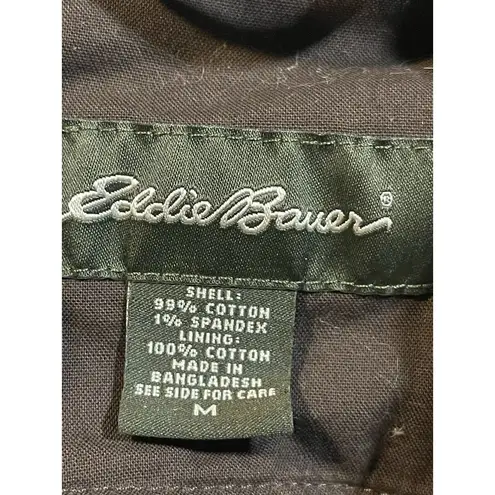 Eddie Bauer®
SHELL:
99% COTTON
1% SPANDEX
LINING:
100% COTTON
MADE IN
BANGLADESH
SEE SIDE FOR CARE
M